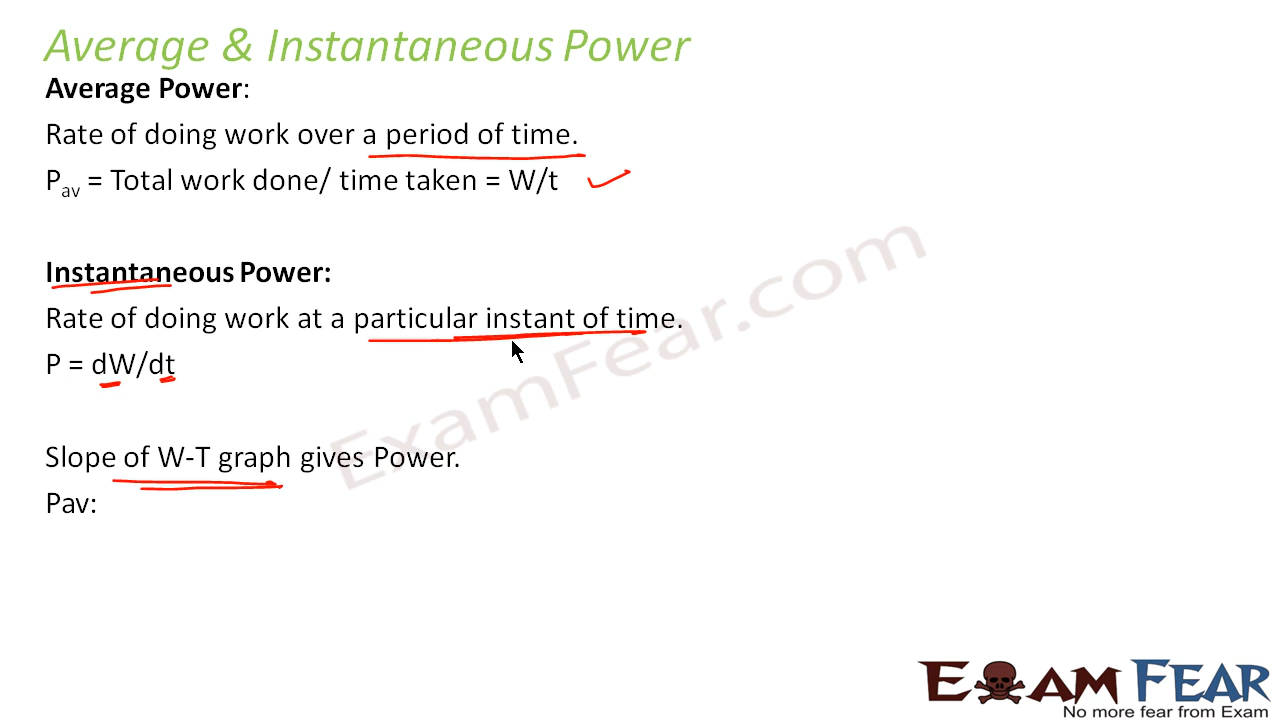 Average & Instantaneous Power
Average Power:
Rate of doing work over a period of time.
Pav = Total work done/ time taken = W/t
Instantaneous Power:
Rate of doing work at a particular instant of time.
P = dW/dt
Slope of W-T graph gives Power.
Pav:
ExamFear.com
EXAM FEAR
No more fear from Exam